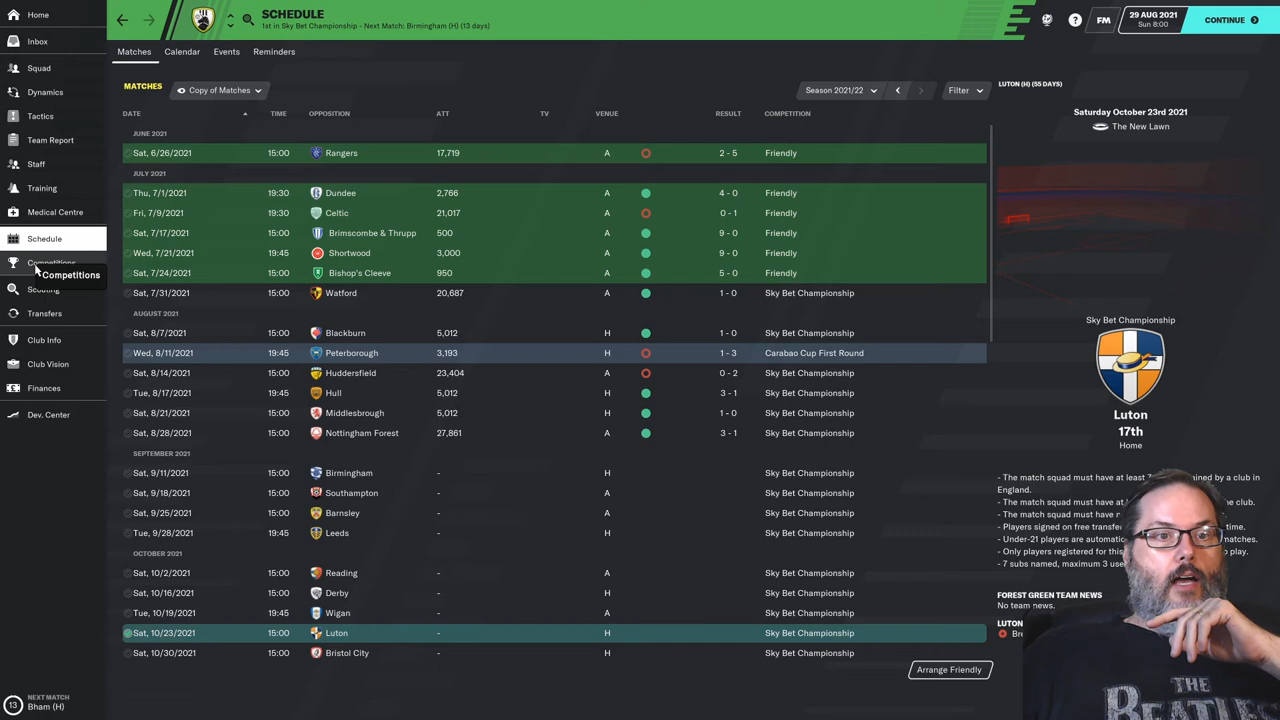 Home
Inbox
Squad
Dynamics
Tactics
Team Report
Staff
Training
Medical Centre
Schedule
Competitions
Competitions
Scouting
Transfers
Club Info
Club Vision
Finances
Dev. Center
13
NEXT MATCH
Bham (H)
SCHEDULE
1st in Sky Bet Championship - Next Match: Birmingham (H) (13 days)
FM
29 AUG 2021
Sun 8:00
CONTINUE
Matches
Calendar
Events
Reminders
MATCHES
Copy of Matches
Season 2021/22
Filter
DATE TIME OPPOSITION ATT TV VENUE RESULT COMPETITION
JUNE 2021
Sat, 6/26/2021 15:00 Rangers 17,719 A 2 - 5 Friendly
JULY 2021
Thu, 7/1/2021 19:30 Dundee 2,766 A 4 - 0 Friendly
Fri, 7/9/2021 19:30 Celtic 21,017 A 0 - 1 Friendly
Sat, 7/17/2021 15:00 Brimscombe & Thrupp 500 A 9 - 0 Friendly
Wed, 7/21/2021 19:45 Shortwood 3,000 A 9 - 0 Friendly
Sat, 7/24/2021 15:00 Bishop's Cleeve 950 A 5 - 0 Friendly
Sat, 7/31/2021 15:00 Watford 20,687 A 1 - 0 Sky Bet Championship
AUGUST 2021
Sat, 8/7/2021 15:00 Blackburn 5,012 H 1 - 0 Sky Bet Championship
Wed, 8/11/2021 19:45 Peterborough 3,193 H 1 - 3 Carabao Cup First Round
Sat, 8/14/2021 15:00 Huddersfield 23,404 A 0 - 2 Sky Bet Championship
Tue, 8/17/2021 19:45 Hull 5,012 H 3 - 1 Sky Bet Championship
Sat, 8/21/2021 15:00 Middlesbrough 5,012 H 1 - 0 Sky Bet Championship
Sat, 8/28/2021 15:00 Nottingham Forest 27,861 A 3 - 1 Sky Bet Championship
SEPTEMBER 2021
Sat, 9/11/2021 15:00 Birmingham - H Sky Bet Championship
Sat, 9/18/2021 15:00 Southampton - A Sky Bet Championship
Sat, 9/25/2021 15:00 Barnsley - A Sky Bet Championship
Tue, 9/28/2021 19:45 Leeds - H Sky Bet Championship
OCTOBER 2021
Sat, 10/2/2021 15:00 Reading - A Sky Bet Championship
Sat, 10/16/2021 15:00 Derby - H Sky Bet Championship
Tue, 10/19/2021 19:45 Wigan - A Sky Bet Championship
Sat, 10/23/2021 15:00 Luton - H Sky Bet Championship
Sat, 10/30/2021 15:00 Bristol City - H Sky Bet Championship
Arrange Friendly
LUTON (H) (55 DAYS)
Saturday October 23rd 2021
The New Lawn
Sky Bet Championship
Luton
17th
Home
- The match squad must have at least 7 by a club in
England.
- The match squad must have at the club.
- The match squad must have
- Players signed on free transfe time.
- Under-21 players are automatic matches.
- Only players registered for this play.
- 7 subs named, maximum 3 use
FOREST GREEN TEAM NEWS
No team news.
LUTON
THE
BEATLES